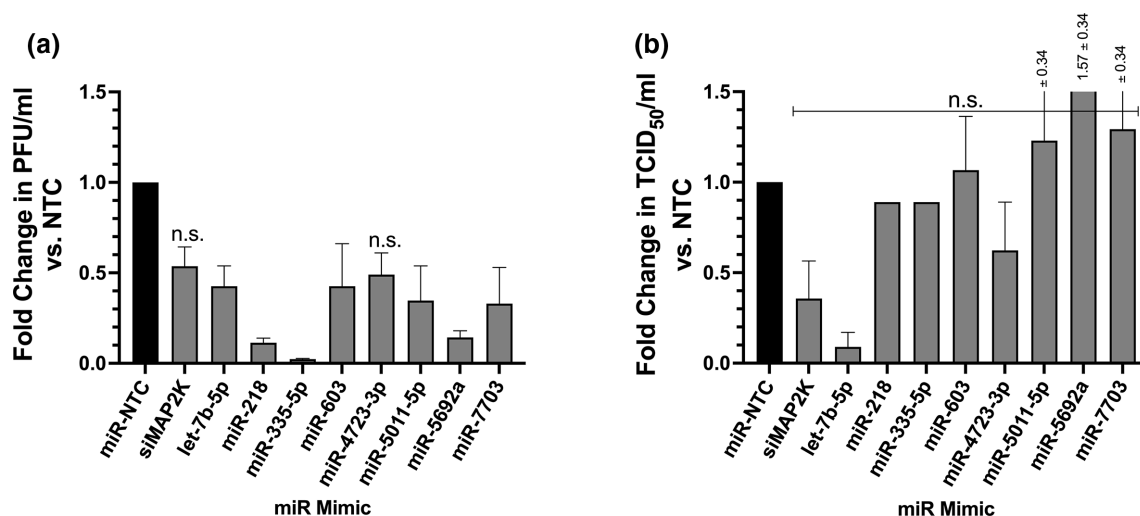 (a)
Fold Change in PFU/ml
vs. NTC
1.5
1.0
0.5
0.0
n.s.
n.s.
miR-NTC
siMAP2K
let-7b-5p
miR-218
miR-335-5p
miR-603
miR-4723-3p
miR-5011-5p
miR-5692a
miR-7703
miR Mimic
(b)
Fold Change in TCID50/ml
vs. NTC
1.5
1.0
0.5
0.0
n.s.
± 0.34
1.57 ± 0.34
± 0.34
miR-NTC
siMAP2K
let-7b-5p
miR-218
miR-335-5p
miR-603
miR-4723-3p
miR-5011-5p
miR-5692a
miR-7703
miR Mimic